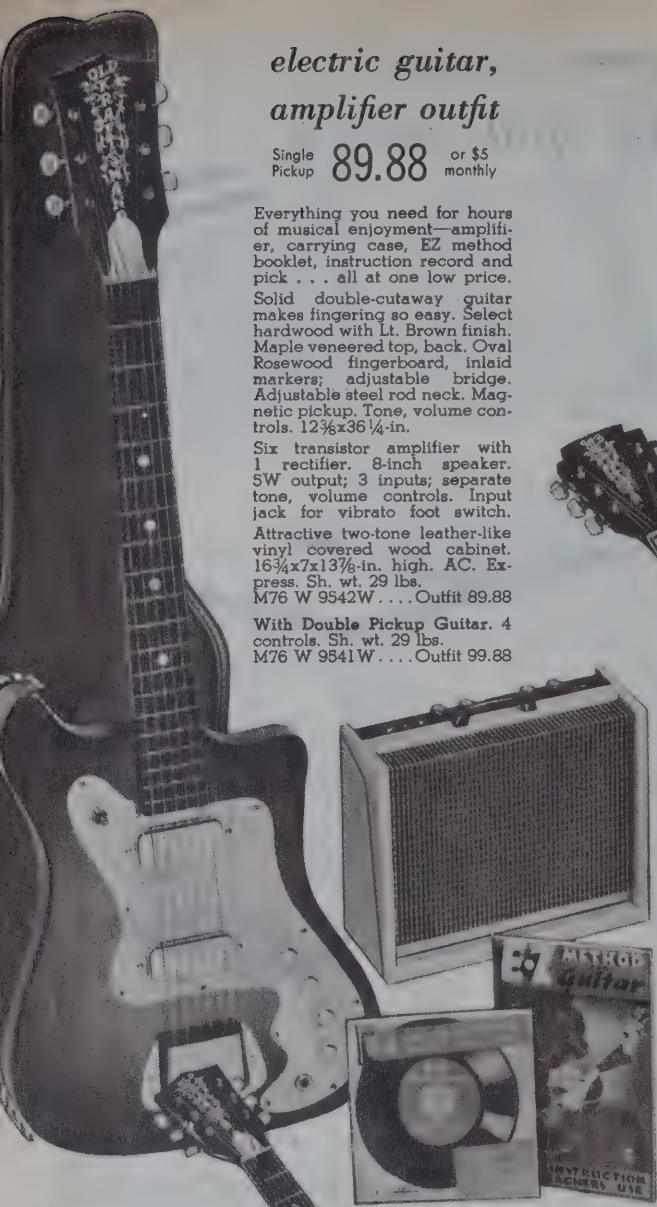 electric guitar,
amplifier outfit
Single Pickup 89.88 or $5 monthly
Everything you need for hours
of musical enjoyment—amplifi-
er, carrying case, EZ method
booklet, instruction record and
pick . . . all at one low price.
Solid double-cutaway guitar
makes fingering so easy. Select
hardwood with Lt. Brown finish.
Maple veneered top, back. Oval
Rosewood fingerboard, inlaid
markers; adjustable bridge.
Adjustable steel rod neck. Mag-
netic pickup. Tone, volume con-
trols. 12⅜x36¼-in.
Six transistor amplifier with
1 rectifier. 8-inch speaker.
5W output; 3 inputs; separate
tone, volume controls. Input
jack for vibrato foot switch.
Attractive two-tone leather-like
vinyl covered wood cabinet.
16¾x7x13⅞-in. high. AC. Ex-
press. Sh. wt. 29 lbs.
M76 W 9542W . . . . Outfit 89.88
With Double Pickup Guitar. 4
controls. Sh. wt. 29 lbs.
M76 W 9541W . . . . Outfit 99.88
OLD
KRAFTSMAN
EZ METHOD
Guitar
INSTRUCTION
TEACHERS USE